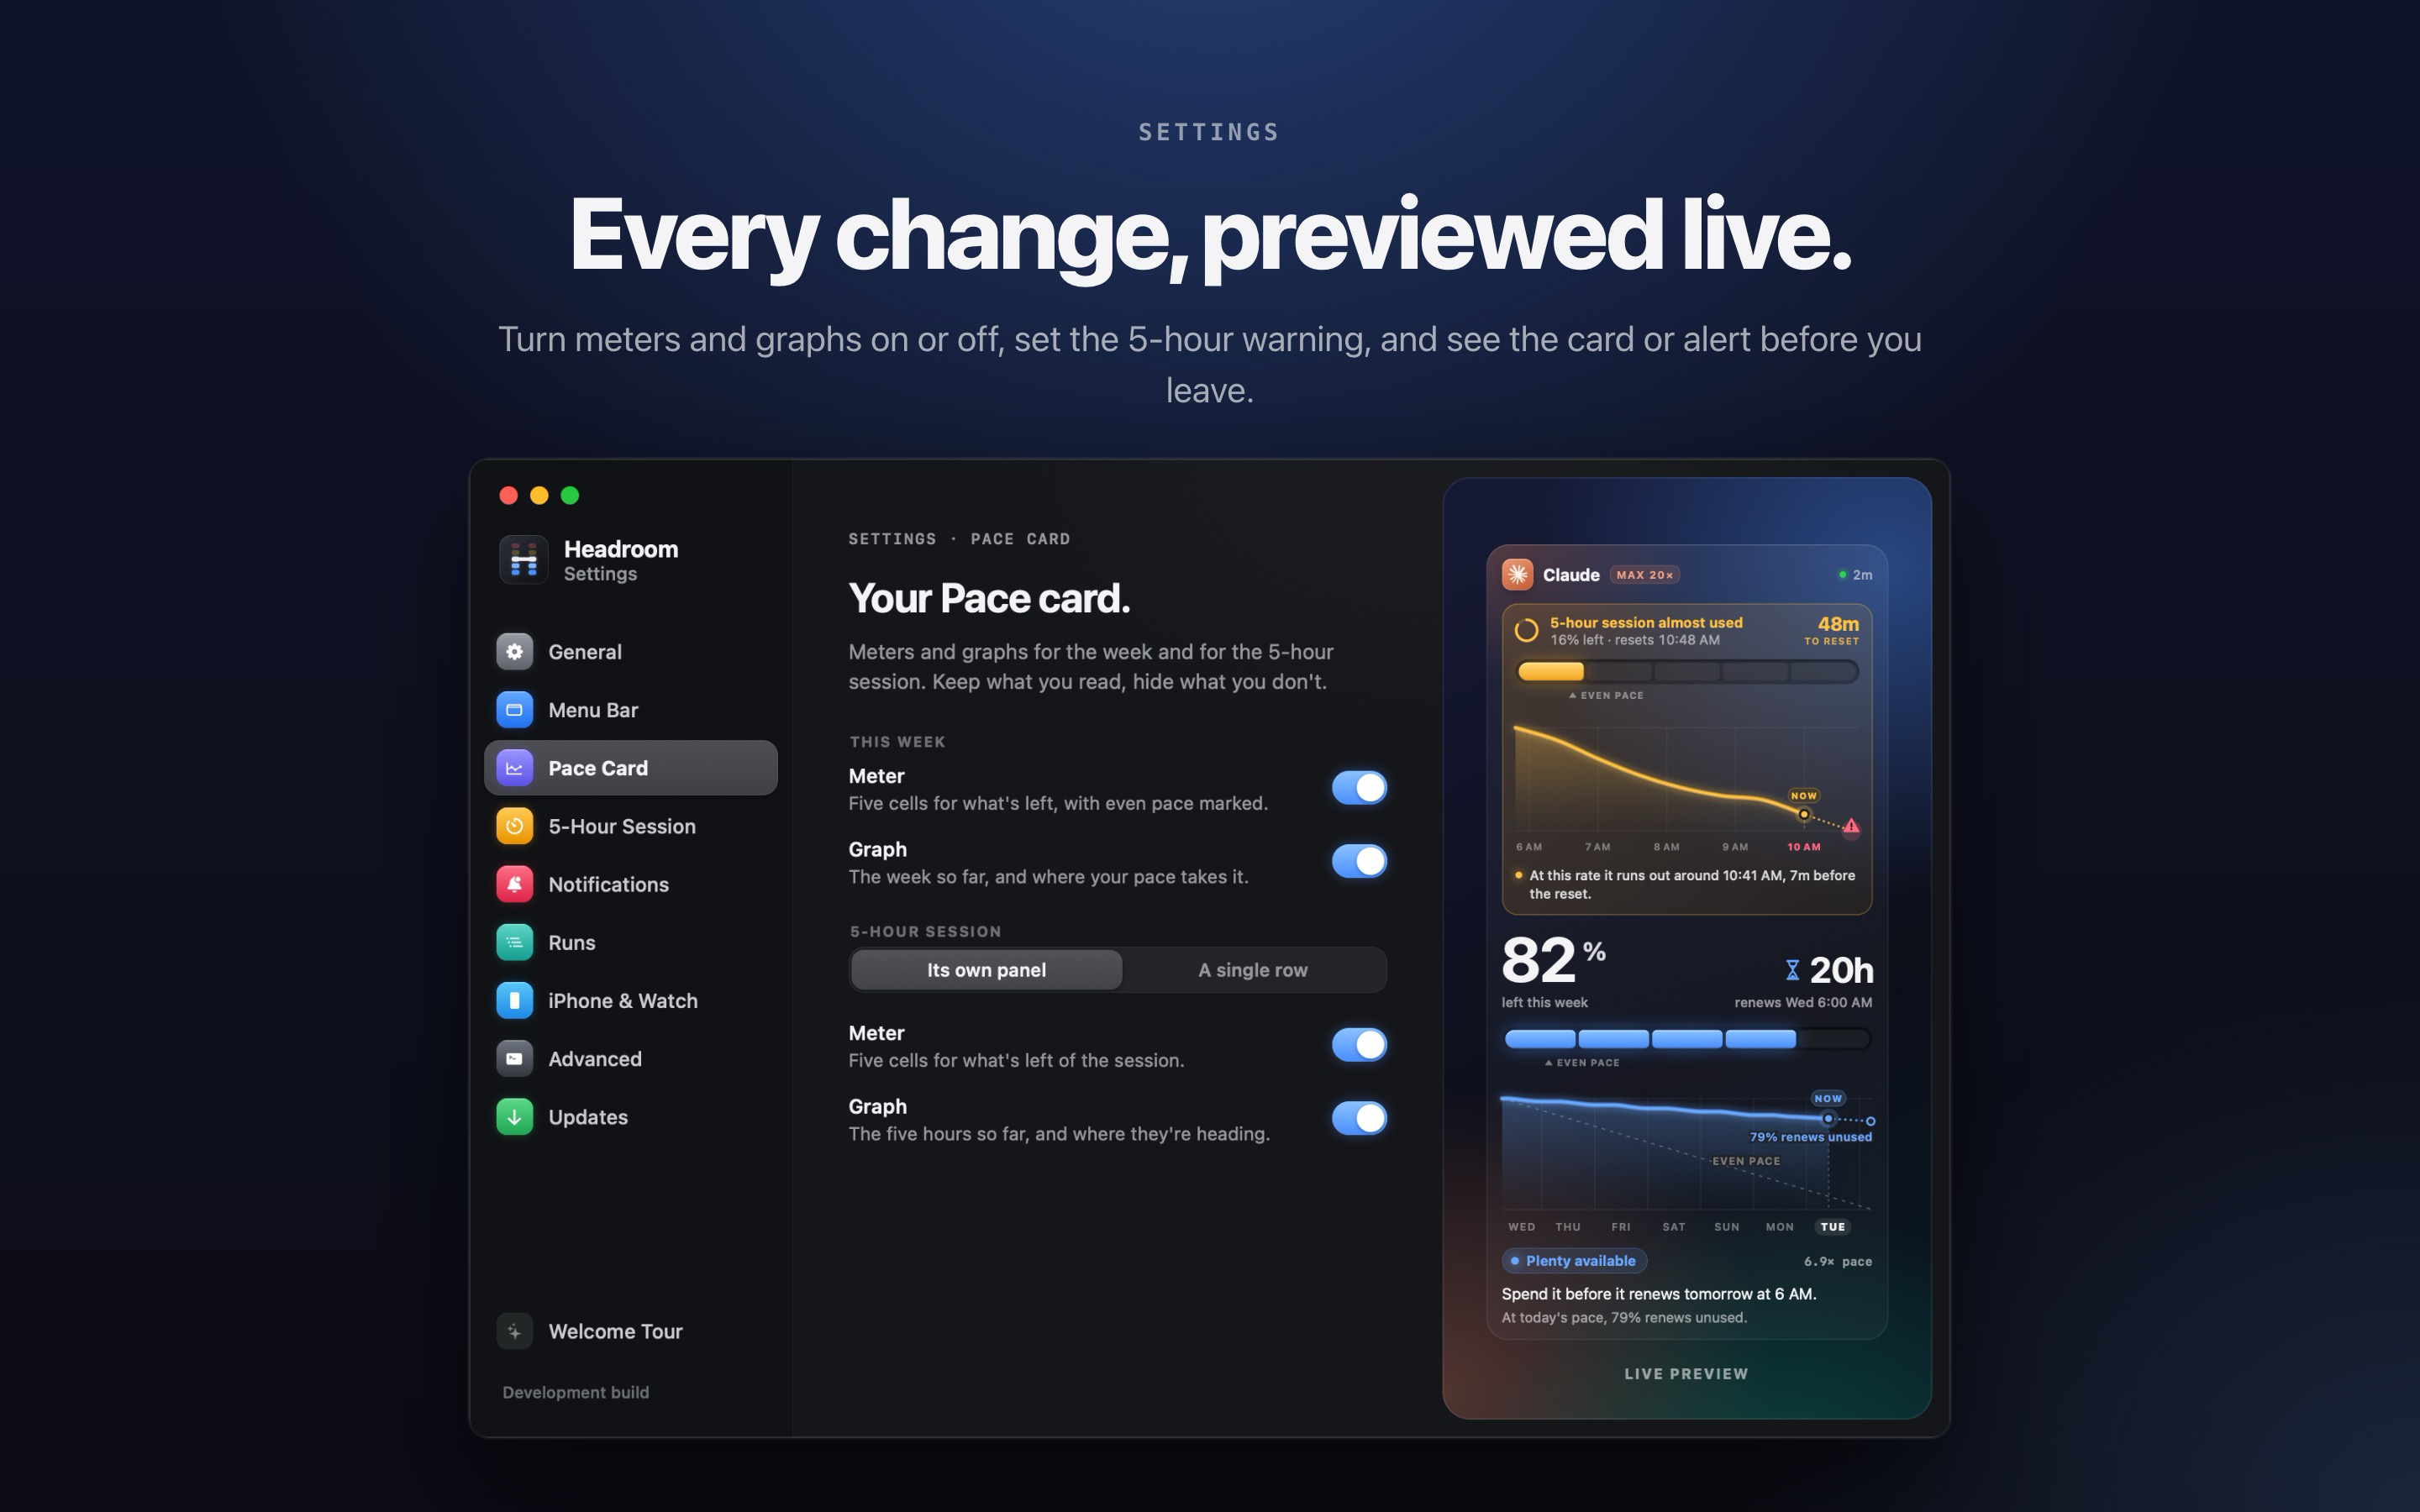 SETTINGS
Every change, previewed live.
Turn meters and graphs on or off, set the 5-hour warning, and see the card or alert before you
leave.
Headroom
Settings
General
Menu Bar
Pace Card
5-Hour Session
Notifications
Runs
iPhone & Watch
Advanced
Updates
Welcome Tour
Development build
SETTINGS · PACE CARD
Your Pace card.
Meters and graphs for the week and for the 5-hour
session. Keep what you read, hide what you don't.
THIS WEEK
Meter
Five cells for what's left, with even pace marked.
Graph
The week so far, and where your pace takes it.
5-HOUR SESSION
Its own panel
A single row
Meter
Five cells for what's left of the session.
Graph
The five hours so far, and where they're heading.
Claude MAX 20× 2m
5-hour session almost used 48m
16% left · resets 10:48 AM TO RESET
EVEN PACE
NOW
6 AM 7 AM 8 AM 9 AM 10 AM
At this rate it runs out around 10:41 AM, 7m before
the reset.
82% 20h
left this week renews Wed 6:00 AM
EVEN PACE
NOW
79% renews unused
EVEN PACE
WED THU FRI SAT SUN MON TUE
Plenty available 6.9× pace
Spend it before it renews tomorrow at 6 AM.
At today's pace, 79% renews unused.
LIVE PREVIEW